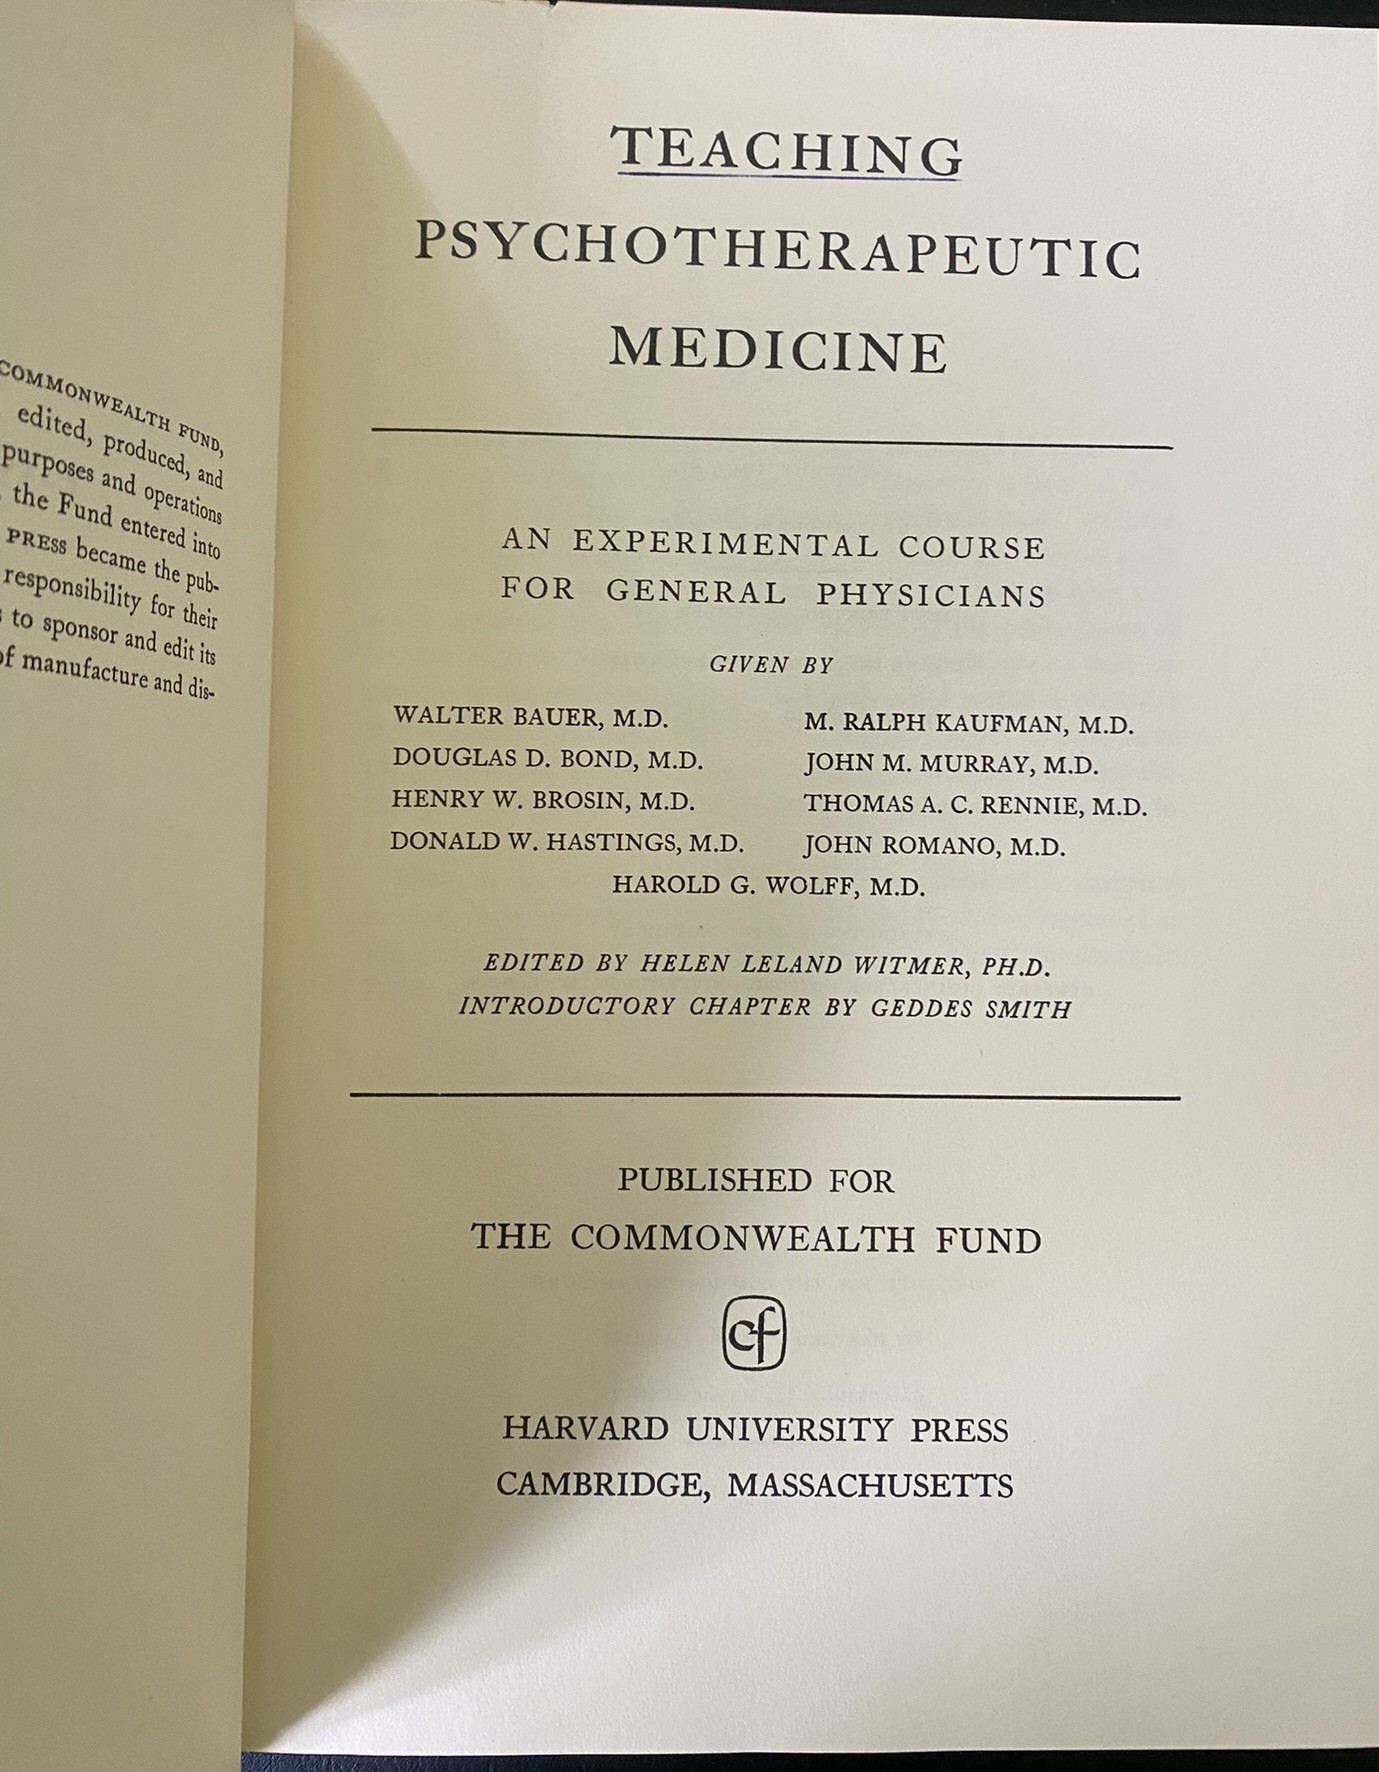 COMMONWEALTH FUND,
edited, produced, and
purposes and operations
the Fund entered into
PRESS became the pub-
responsibility for their
to sponsor and edit its
of manufacture and dis-
TEACHING
PSYCHOTHERAPEUTIC
MEDICINE
AN EXPERIMENTAL COURSE
FOR GENERAL PHYSICIANS
GIVEN BY
WALTER BAUER, M.D. M. RALPH KAUFMAN, M.D.
DOUGLAS D. BOND, M.D. JOHN M. MURRAY, M.D.
HENRY W. BROSIN, M.D. THOMAS A. C. RENNIE, M.D.
DONALD W. HASTINGS, M.D. JOHN ROMANO, M.D.
HAROLD G. WOLFF, M.D.
EDITED BY HELEN LELAND WITMER, PH.D.
INTRODUCTORY CHAPTER BY GEDDES SMITH
PUBLISHED FOR
THE COMMONWEALTH FUND
cf
HARVARD UNIVERSITY PRESS
CAMBRIDGE, MASSACHUSETTS